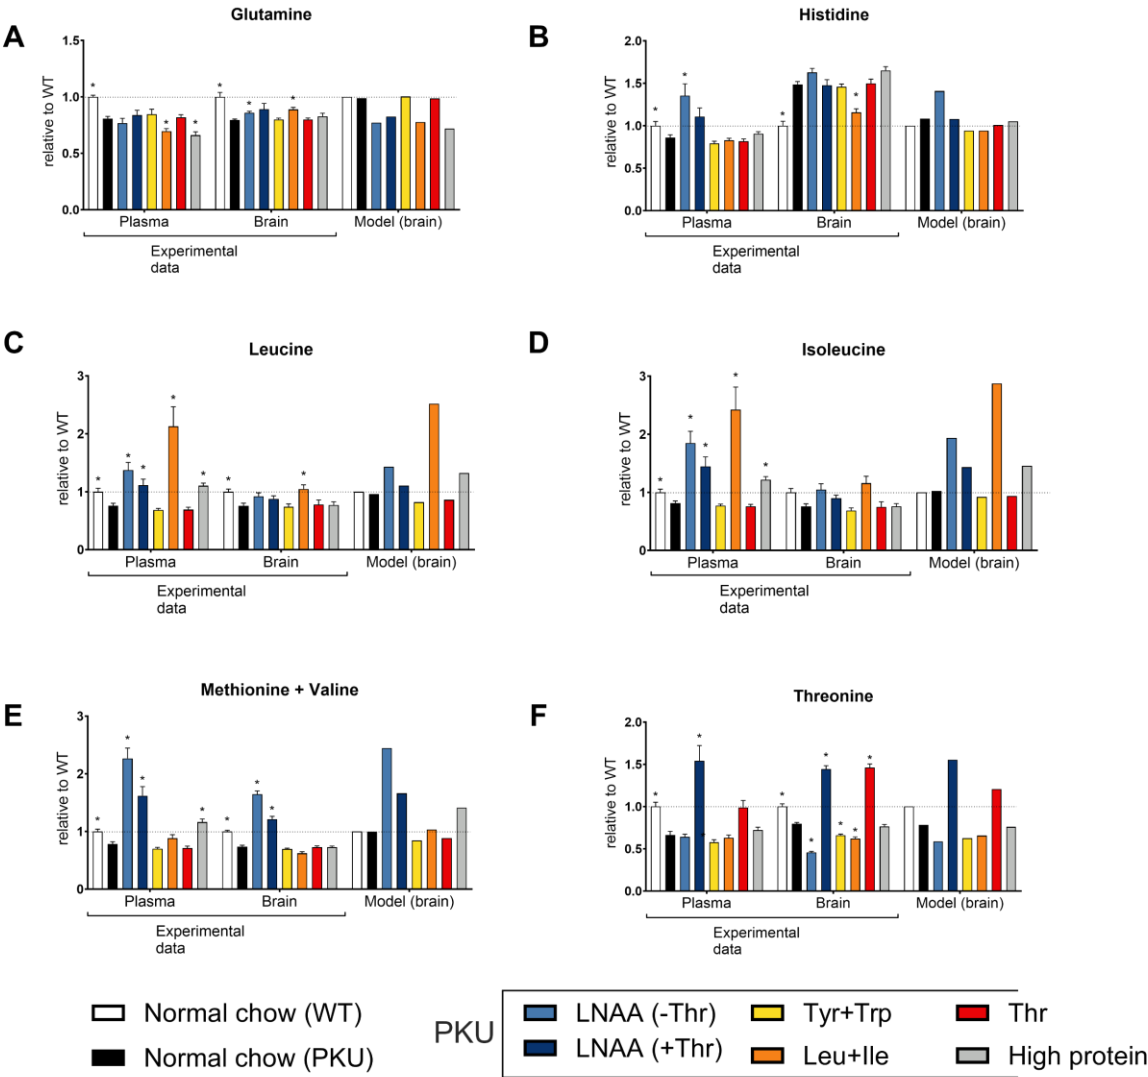 A
Glutamine
relative to WT
1.5
1.0
0.5
0.0
*
*
*
*
*
*
Plasma
Brain
Model (brain)
Experimental
data
B
Histidine
relative to WT
2.0
1.5
1.0
0.5
0.0
*
*
*
*
Plasma
Brain
Model (brain)
Experimental
data
C
Leucine
relative to WT
3
2
1
0
*
*
*
*
*
*
*
Plasma
Brain
Model (brain)
Experimental
data
D
Isoleucine
relative to WT
3
2
1
0
*
*
*
*
*
Plasma
Brain
Model (brain)
Experimental
data
E
Methionine + Valine
relative to WT
3
2
1
0
*
*
*
*
*
*
*
Plasma
Brain
Model (brain)
Experimental
data
F
Threonine
relative to WT
2.0
1.5
1.0
0.5
0.0
*
*
*
*
*
*
*
*
*
Plasma
Brain
Model (brain)
Experimental
data
Normal chow (WT)
Normal chow (PKU)
PKU
LNAA (-Thr)
LNAA (+Thr)
Tyr+Trp
Leu+Ile
Thr
High protein